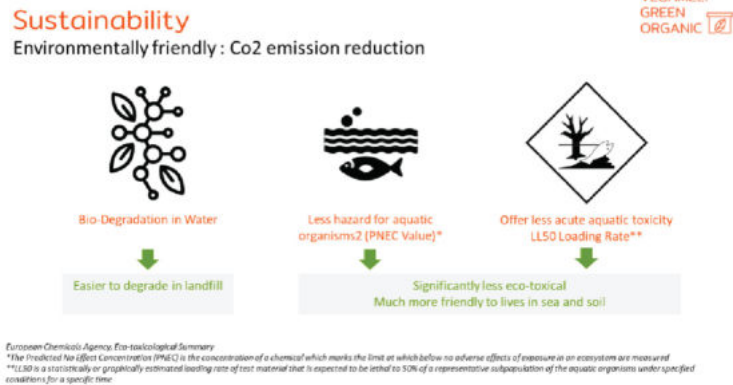 Sustainability
Environmentally friendly : Co2 emission reduction
GREEN
ORGANIC
Bio-Degradation in Water
Less hazard for aquatic
organisms2 (PNEC Value)*
Offer less acute aquatic toxicity
LL50 Loading Rate**
Easier to degrade in landfill
Significantly less eco-toxical
Much more friendly to lives in sea and soil
European Chemicals Agency, Eco-toxicological Summary
*The Predicted No Effect Concentration (PNEC) is the concentration of a chemical which marks the limit at which below no adverse effects of exposure in an ecosystem are measured
**LL50 is a statistically or graphically estimated loading rate of test material that is expected to be lethal to 50% of a representative subpopulation of the aquatic organisms under specified
conditions for a specific time